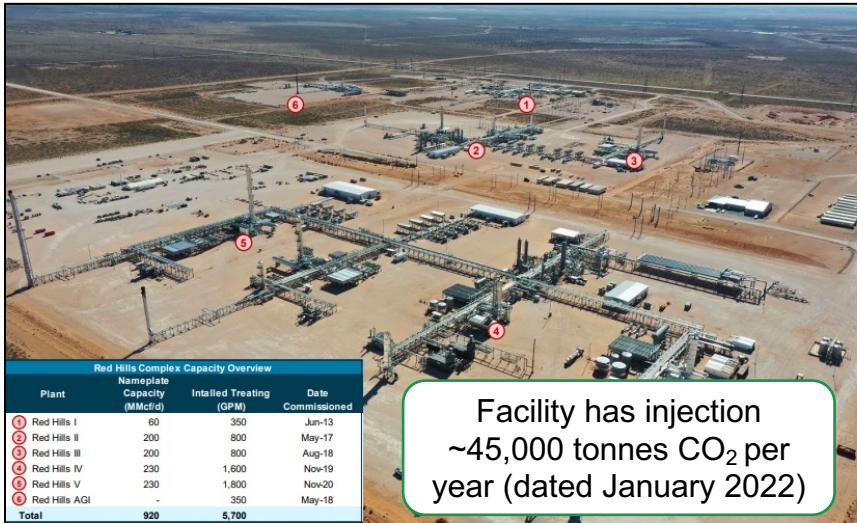 6
1
2
3
5
4
Red Hills Complex Capacity Overview
Plant Nameplate Capacity (MMcf/d) Intalled Treating (GPM) Date Commissioned
1 Red Hills I 60 350 Jun-13
2 Red Hills II 200 800 May-17
3 Red Hills III 200 800 Aug-18
4 Red Hills IV 230 1,600 Nov-19
5 Red Hills V 230 1,800 Nov-20
6 Red Hills AGI - 350 May-18
Total 920 5,700
Facility has injection
~45,000 tonnes CO₂ per
year (dated January 2022)